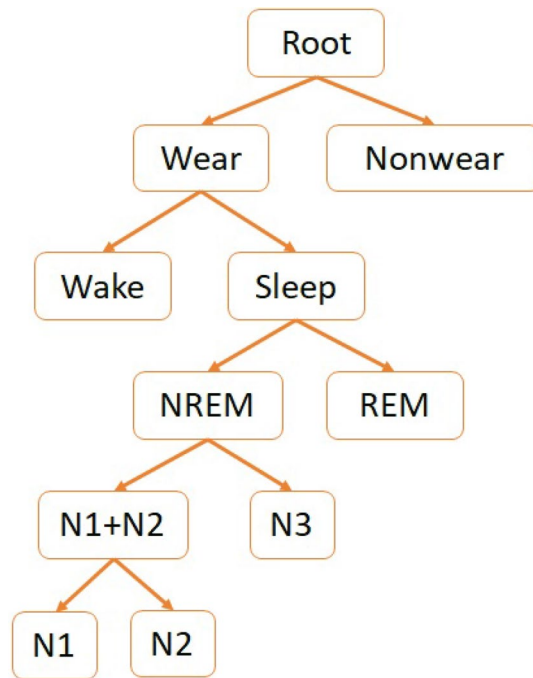 Root
Wear
Nonwear
Wake
Sleep
NREM
REM
N1+N2
N3
N1
N2